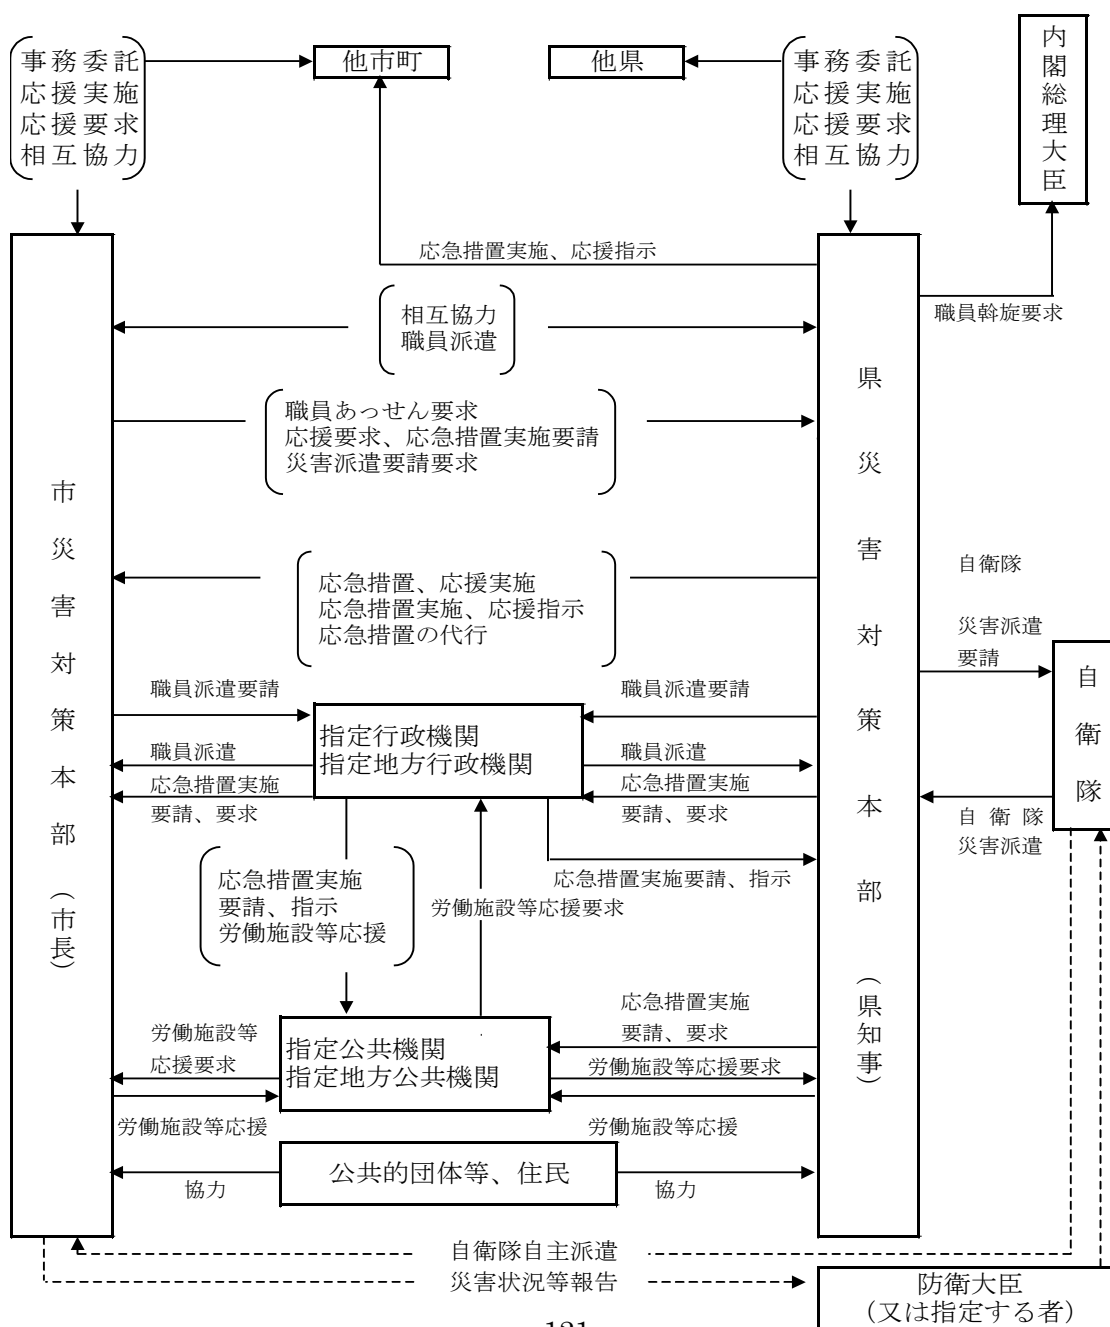 事務委託
応援実施
応援要求
相互協力
他市町
他県
事務委託
応援実施
応援要求
相互協力
内閣総理大臣
応急措置実施、応援指示
職員斡旋要求
相互協力
職員派遣
職員あっせん要求
応援要求、応急措置実施要請
災害派遣要請要求
市災害対策本部（市長）
県災害対策本部（県知事）
応急措置、応援実施
応急措置実施、応援指示
応急措置の代行
自衛隊
災害派遣
要請
自衛隊
職員派遣要請
職員派遣要請
指定行政機関
指定地方行政機関
職員派遣
職員派遣
応急措置実施
要請、要求
応急措置実施
要請、要求
自衛隊
災害派遣
応急措置実施
要請、指示
労働施設等応援
応急措置実施要請、指示
労働施設等応援要求
応急措置実施
要請、要求
労働施設等
応援要求
指定公共機関
指定地方公共機関
労働施設等応援要求
労働施設等応援
労働施設等応援
公共的団体等、住民
協力
協力
自衛隊自主派遣
災害状況等報告
防衛大臣
（又は指定する者）